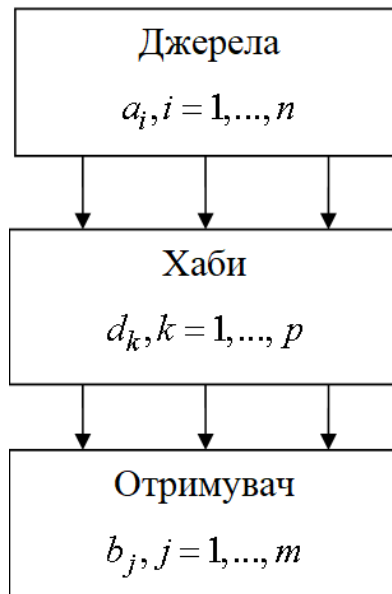 Джерела
a_i, i = 1,..., n
Хаби
d_k, k = 1,..., p
Отримувач
b_j, j = 1,..., m